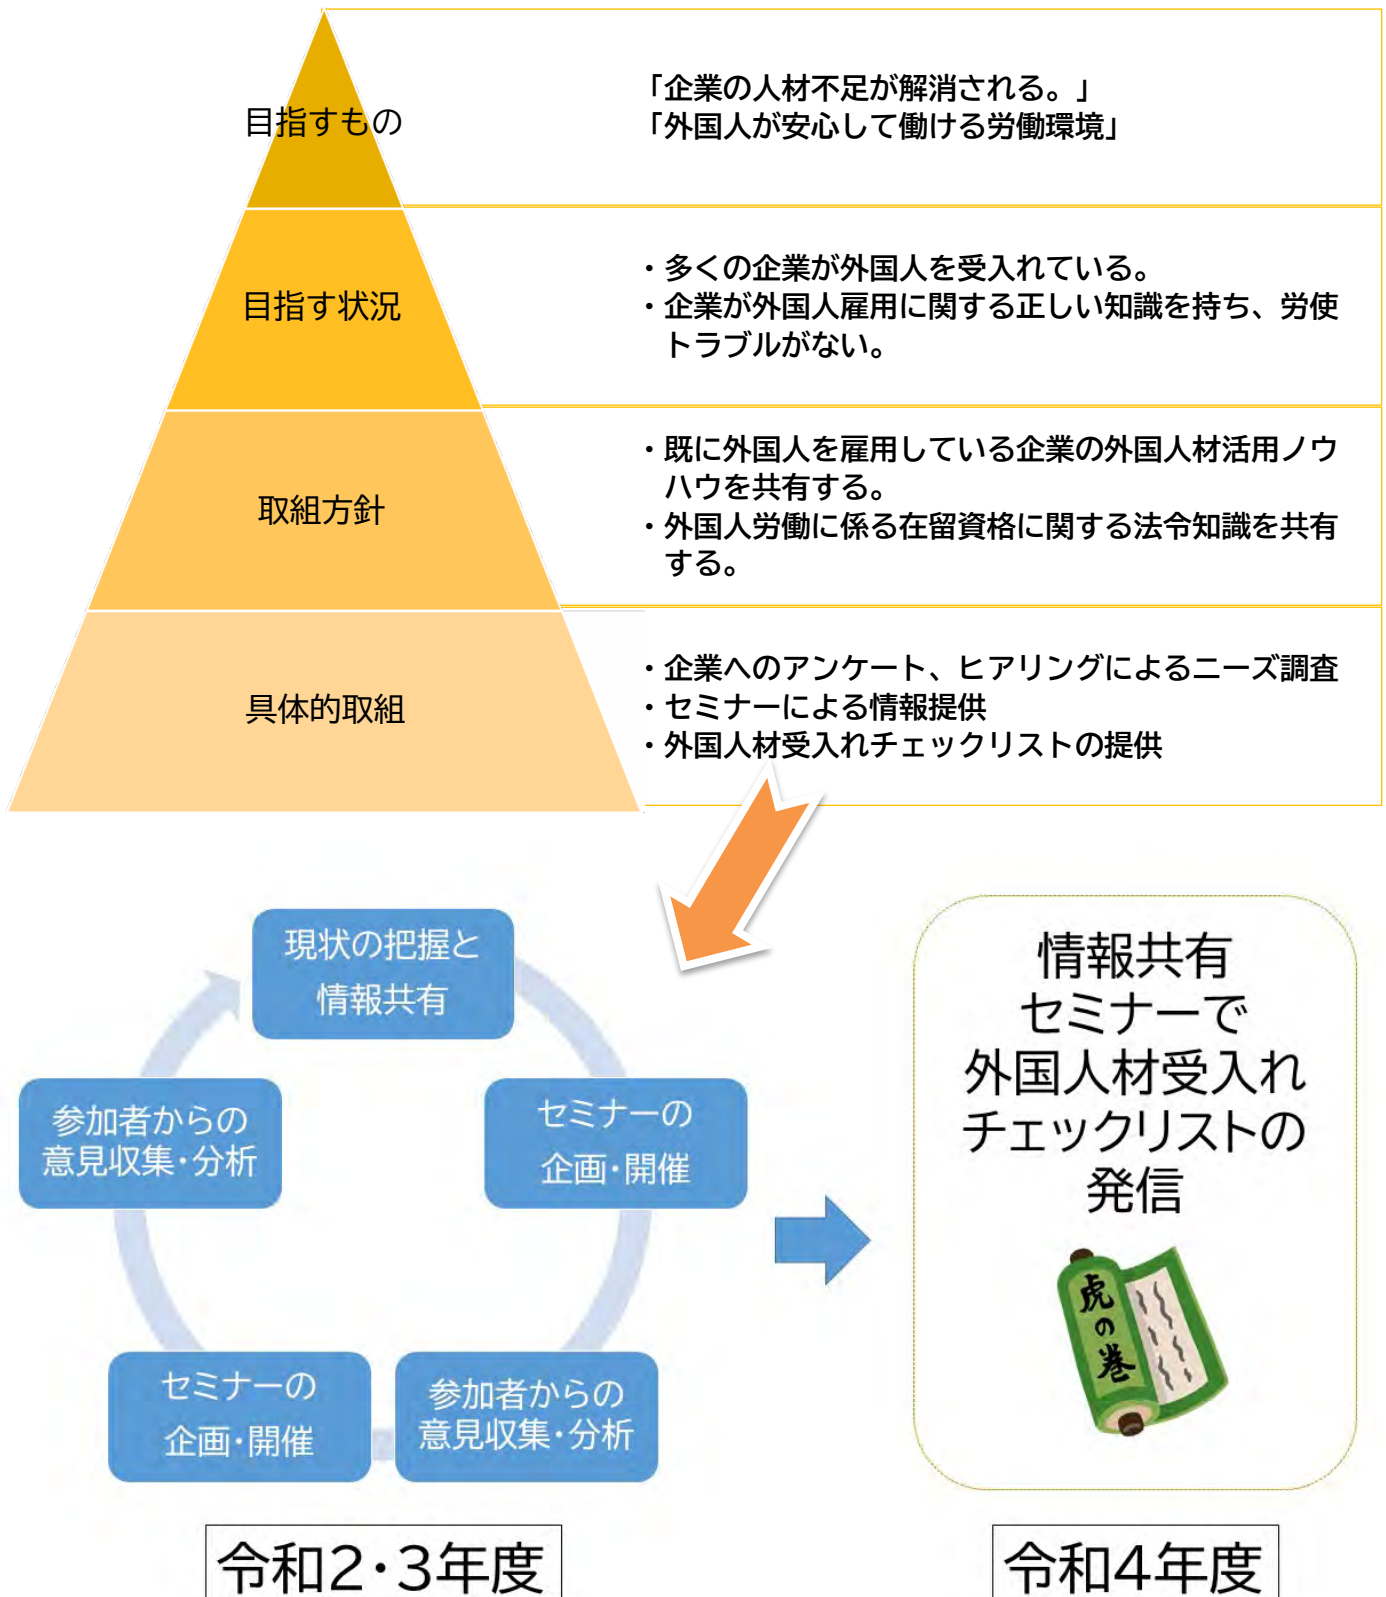 目指すもの
「企業の人材不足が解消される。」
「外国人が安心して働ける労働環境」
目指す状況
・多くの企業が外国人を受入れている。
・企業が外国人雇用に関する正しい知識を持ち、労使
トラブルがない。
取組方針
・既に外国人を雇用している企業の外国人材活用ノウ
ハウを共有する。
・外国人労働に係る在留資格に関する法令知識を共有
する。
具体的取組
・企業へのアンケート、ヒアリングによるニーズ調査
・セミナーによる情報提供
・外国人材受入れチェックリストの提供
現状の把握と
情報共有
セミナーの
企画・開催
参加者からの
意見収集・分析
セミナーの
企画・開催
参加者からの
意見収集・分析
令和2・3年度
情報共有
セミナーで
外国人材受入れ
チェックリストの
発信
虎の巻
令和4年度